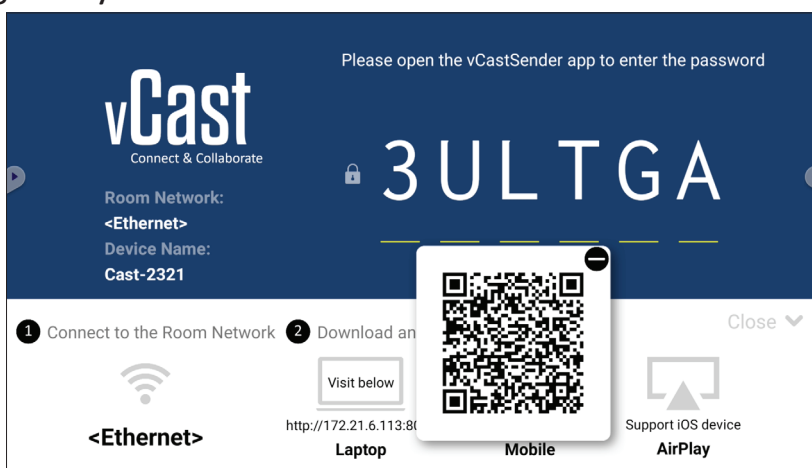 Please open the vCastSender app to enter the password
vCast
Connect & Collaborate
3ULTGA
Room Network:
<Ethernet>
Device Name:
Cast-2321
1 Connect to the Room Network
2 Download an
Close
Visit below
http://172.21.6.113:80
Support iOS device
<Ethernet>
Laptop
Mobile
AirPlay